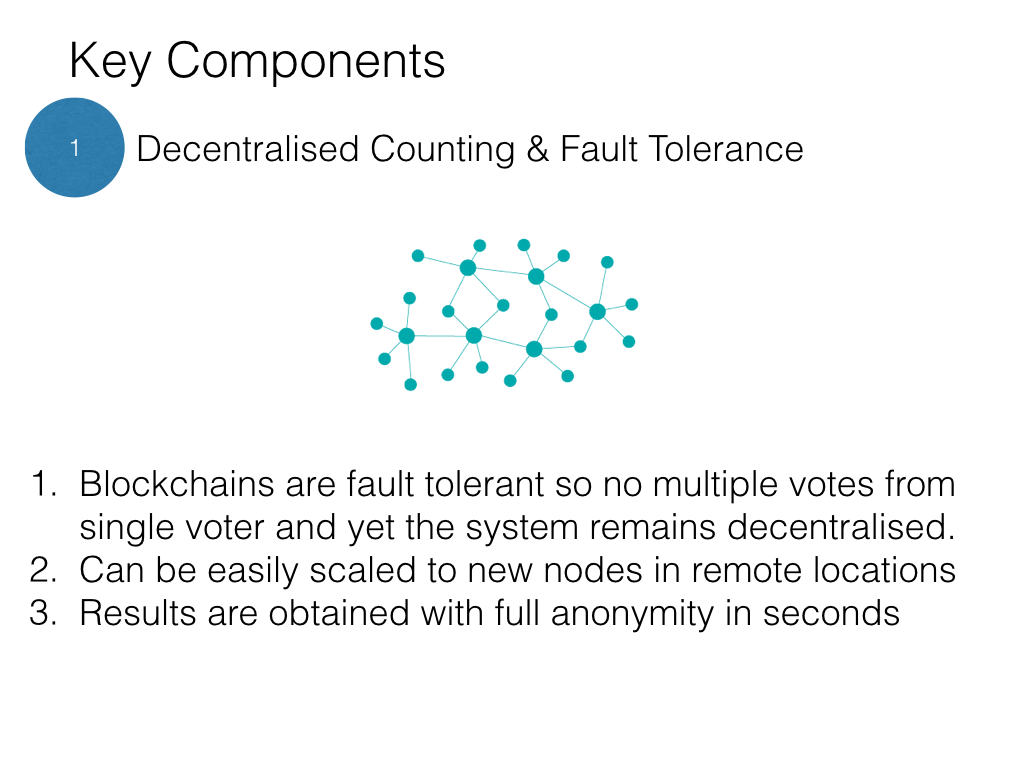 Key Components
1
Decentralised Counting & Fault Tolerance
1. Blockchains are fault tolerant so no multiple votes from
single voter and yet the system remains decentralised.
2. Can be easily scaled to new nodes in remote locations
3. Results are obtained with full anonymity in seconds